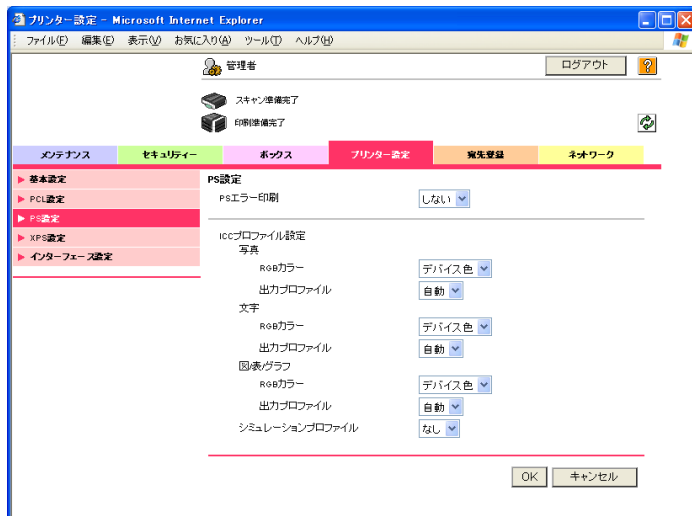 プリンター設定 - Microsoft Internet Explorer
ファイル(F) 編集(E) 表示(V) お気に入り(A) ツール(T) ヘルプ(H)
管理者 ログアウト ?
スキャン準備完了
印刷準備完了
メンテナンス セキュリティー ボックス プリンター設定 宛先登録 ネットワーク
基本設定
PCL設定
PS設定
XPS設定
インターフェース設定
PS設定
PSエラー印刷 しない
ICCプロファイル設定
写真
RGBカラー デバイス色
出力プロファイル 自動
文字
RGBカラー デバイス色
出力プロファイル 自動
図/表/グラフ
RGBカラー デバイス色
出力プロファイル 自動
シミュレーションプロファイル なし
OK キャンセル